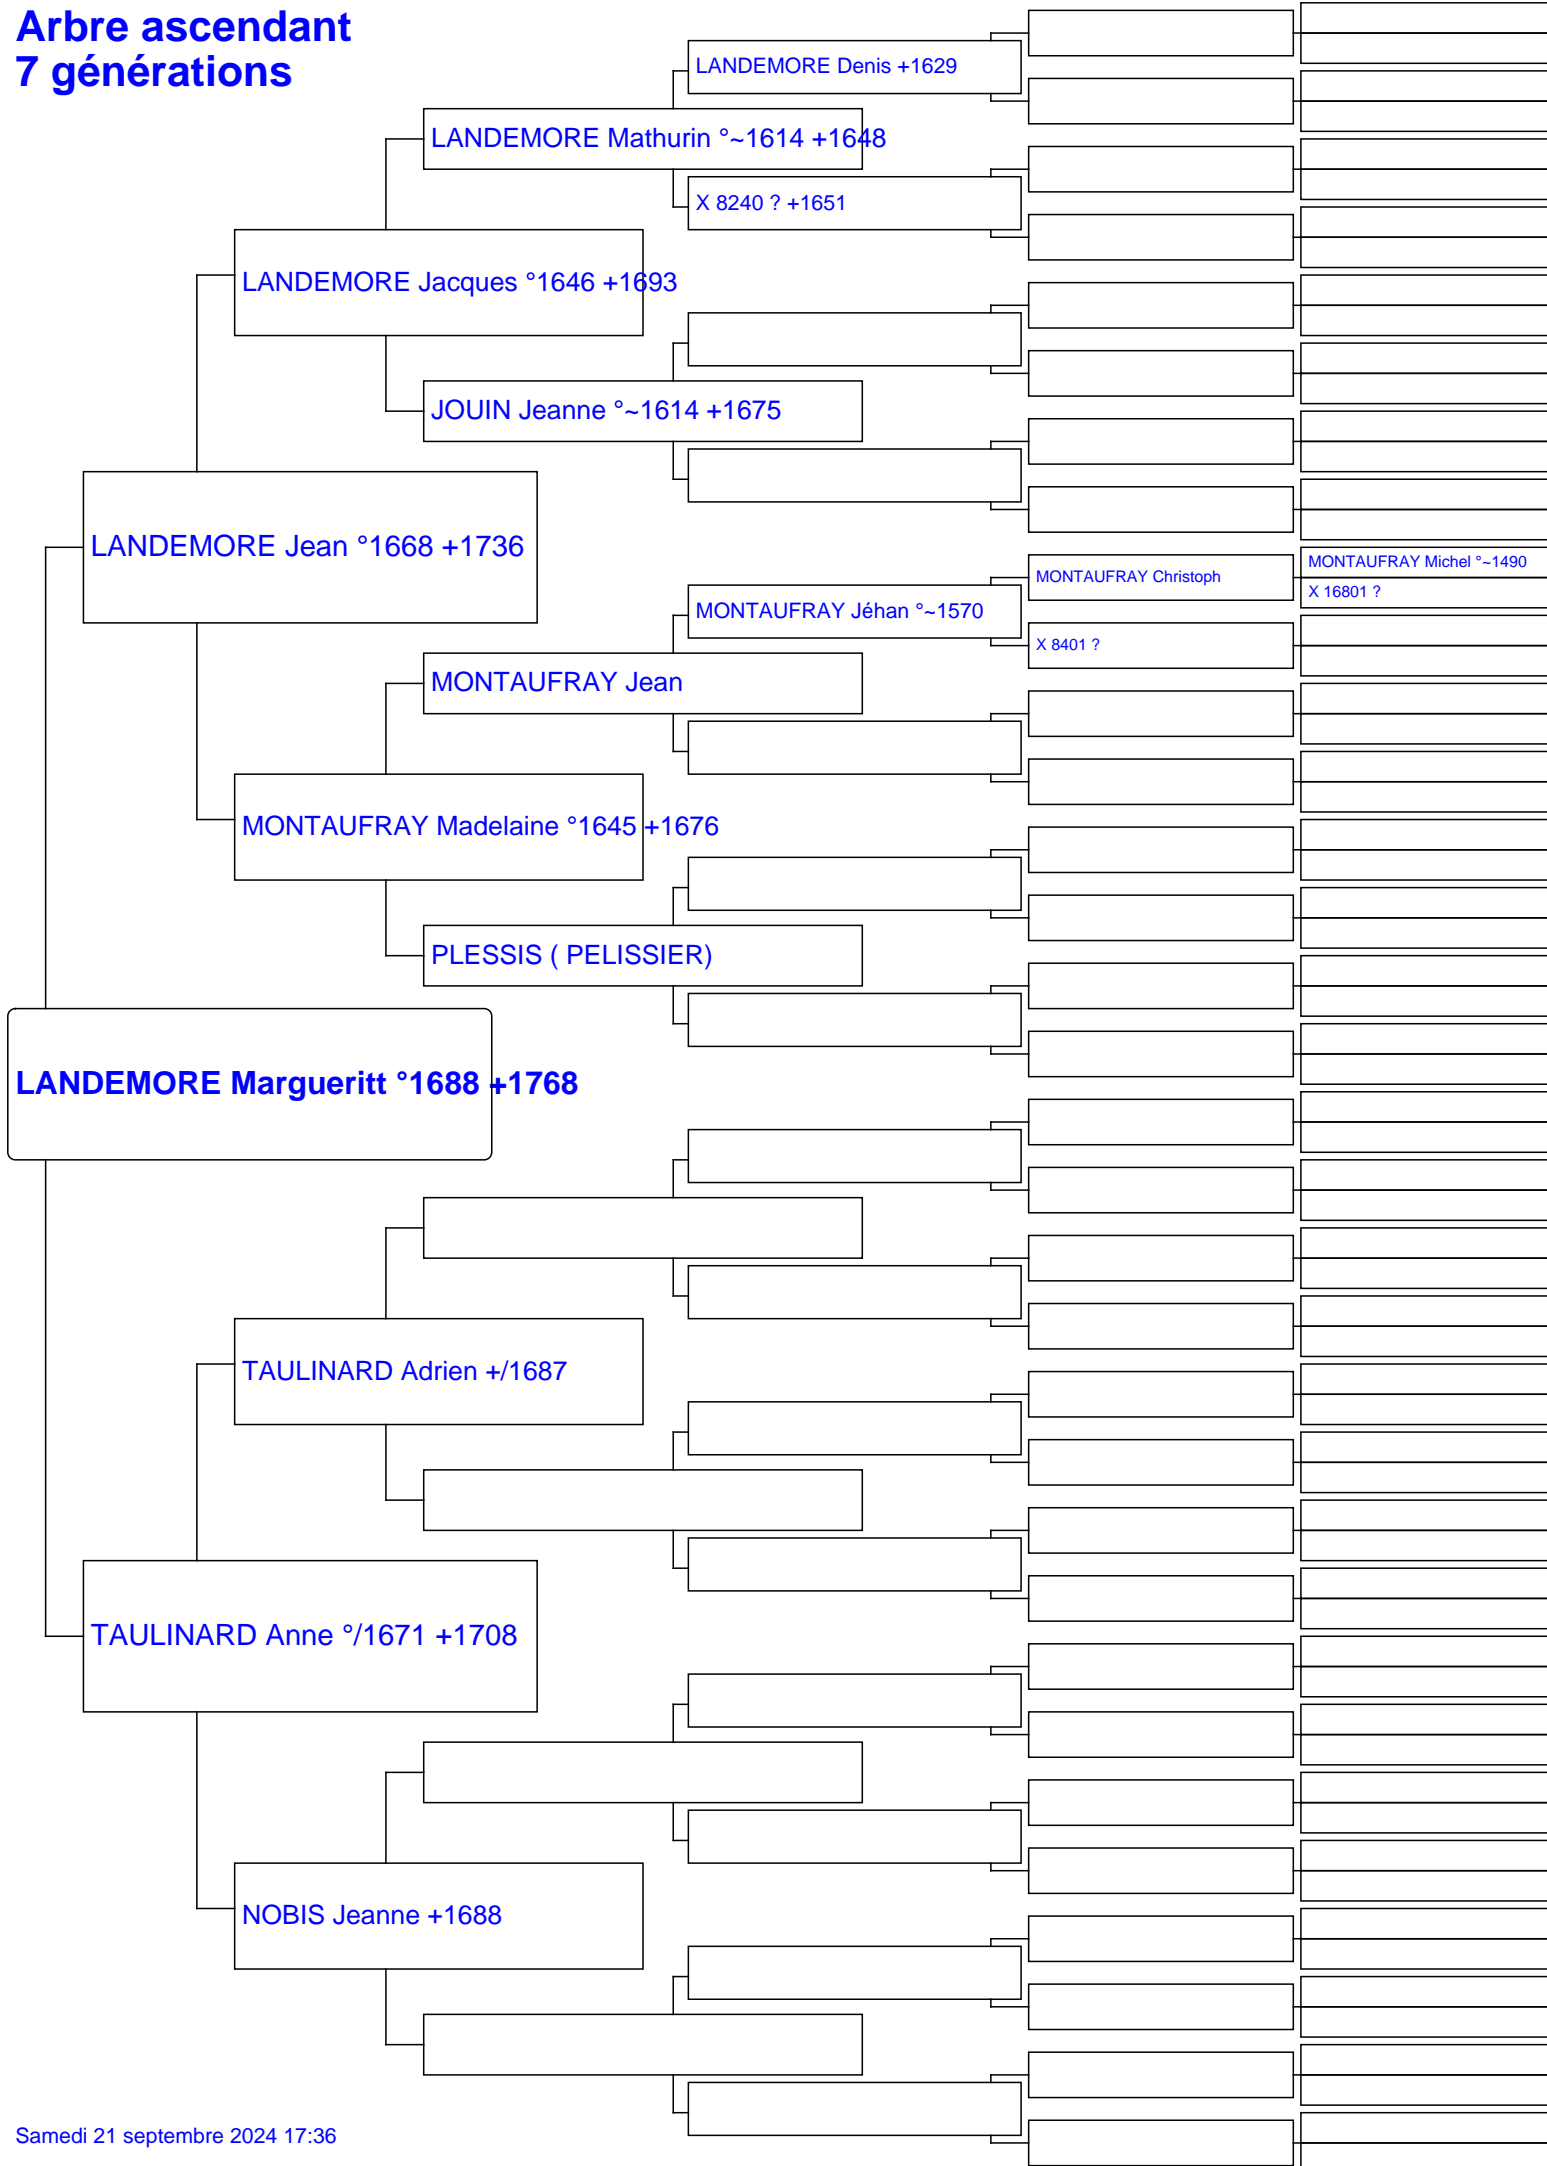 Arbre ascendant
7 générations
LANDEMORE Denis +1629
LANDEMORE Mathurin °~1614 +1648
X 8240 ? +1651
LANDEMORE Jacques °1646 +1693
JOUIN Jeanne °~1614 +1675
LANDEMORE Jean °1668 +1736
MONTAUFRAY Michel °~1490
MONTAUFRAY Christoph
X 16801 ?
MONTAUFRAY Jéhan °~1570
X 8401 ?
MONTAUFRAY Jean
MONTAUFRAY Madelaine °1645 +1676
PLESSIS ( PELISSIER)
LANDEMORE Margueritt °1688 +1768
TAULINARD Adrien +/1687
TAULINARD Anne °/1671 +1708
NOBIS Jeanne +1688
Samedi 21 septembre 2024 17:36